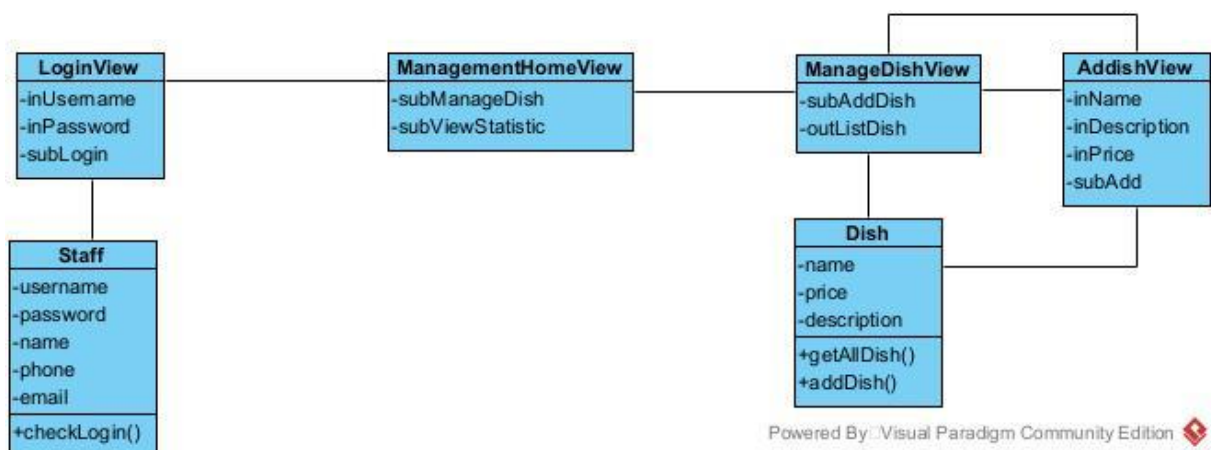 LoginView
-inUsername
-inPassword
-subLogin
ManagementHomeView
-subManageDish
-subViewStatistic
ManageDishView
-subAddDish
-outListDish
AddishView
-inName
-inDescription
-inPrice
-subAdd
Staff
-username
-password
-name
-phone
-email
+checkLogin()
Dish
-name
-price
-description
+getAllDish()
+addDish()
Powered By Visual Paradigm Community Edition